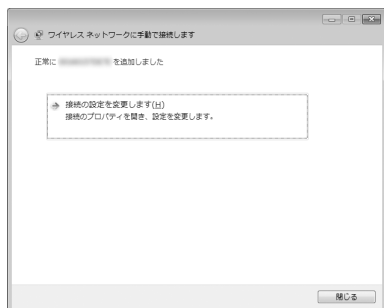 ワイヤレス ネットワークに手動で接続します
正常に を追加しました
接続の設定を変更します(H)
接続のプロパティを開き、設定を変更します。
閉じる